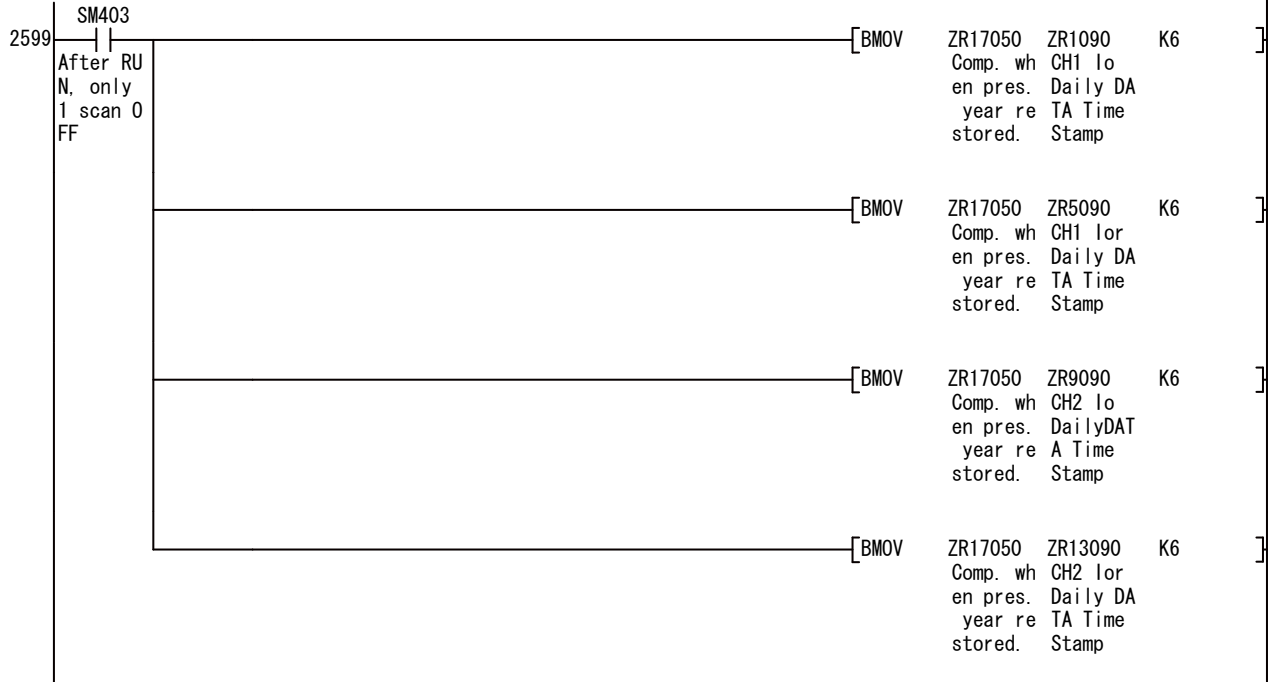 SM403
2599
After RU
N, only
1 scan O
FF
[BMOV ZR17050 ZR1090 K6 ]
Comp. wh CH1 Io
en pres. Daily DA
year re TA Time
stored. Stamp
[BMOV ZR17050 ZR5090 K6 ]
Comp. wh CH1 Ior
en pres. Daily DA
year re TA Time
stored. Stamp
[BMOV ZR17050 ZR9090 K6 ]
Comp. wh CH2 Io
en pres. DailyDAT
year re A Time
stored. Stamp
[BMOV ZR17050 ZR13090 K6 ]
Comp. wh CH2 Ior
en pres. Daily DA
year re TA Time
stored. Stamp